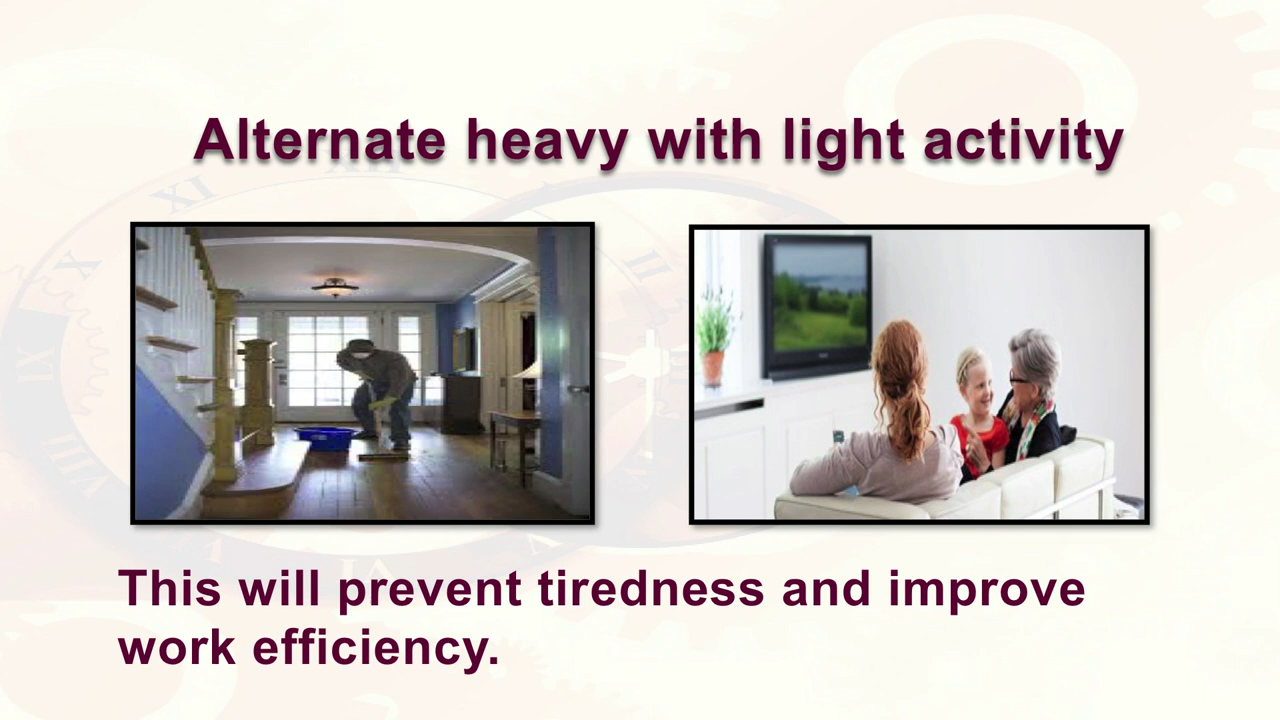 Alternate heavy with light activity
This will prevent tiredness and improve
work efficiency.